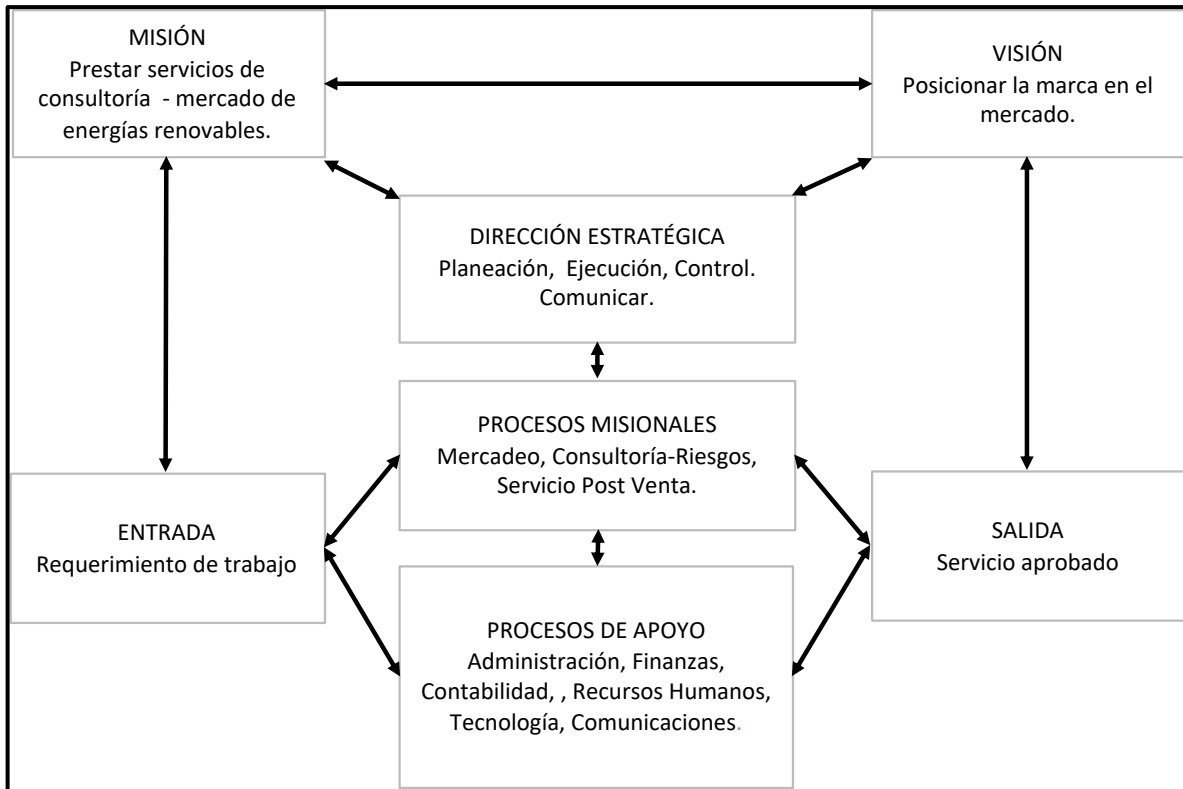 MISIÓN
Prestar servicios de
consultoría - mercado de
energías renovables.
VISIÓN
Posicionar la marca en el
mercado.
DIRECCIÓN ESTRATÉGICA
Planeación, Ejecución, Control.
Comunicar.
PROCESOS MISIONALES
Mercadeo, Consultoría-Riesgos,
Servicio Post Venta.
ENTRADA
Requerimiento de trabajo
SALIDA
Servicio aprobado
PROCESOS DE APOYO
Administración, Finanzas,
Contabilidad, , Recursos Humanos,
Tecnología, Comunicaciones.